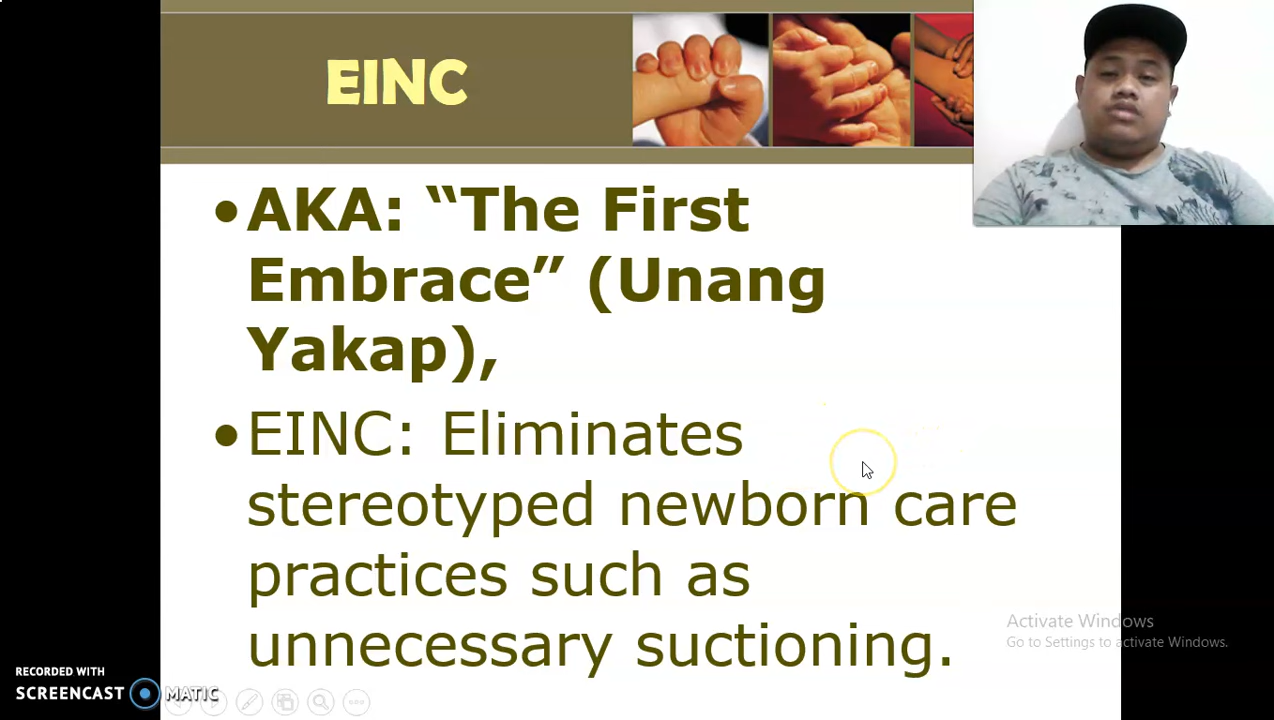 EINC
•AKA: “The First
Embrace” (Unang
Yakap),
•EINC: Eliminates
stereotyped newborn care
practices such as
unnecessary suctioning.
Activate Windows
Go to Settings to activate Windows.
RECORDED WITH
SCREENCAST MATIC